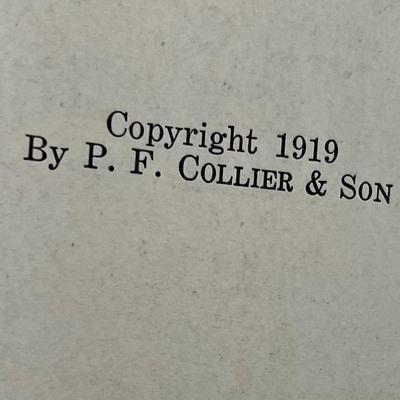 Copyright 1919
By P. F. COLLIER & SON